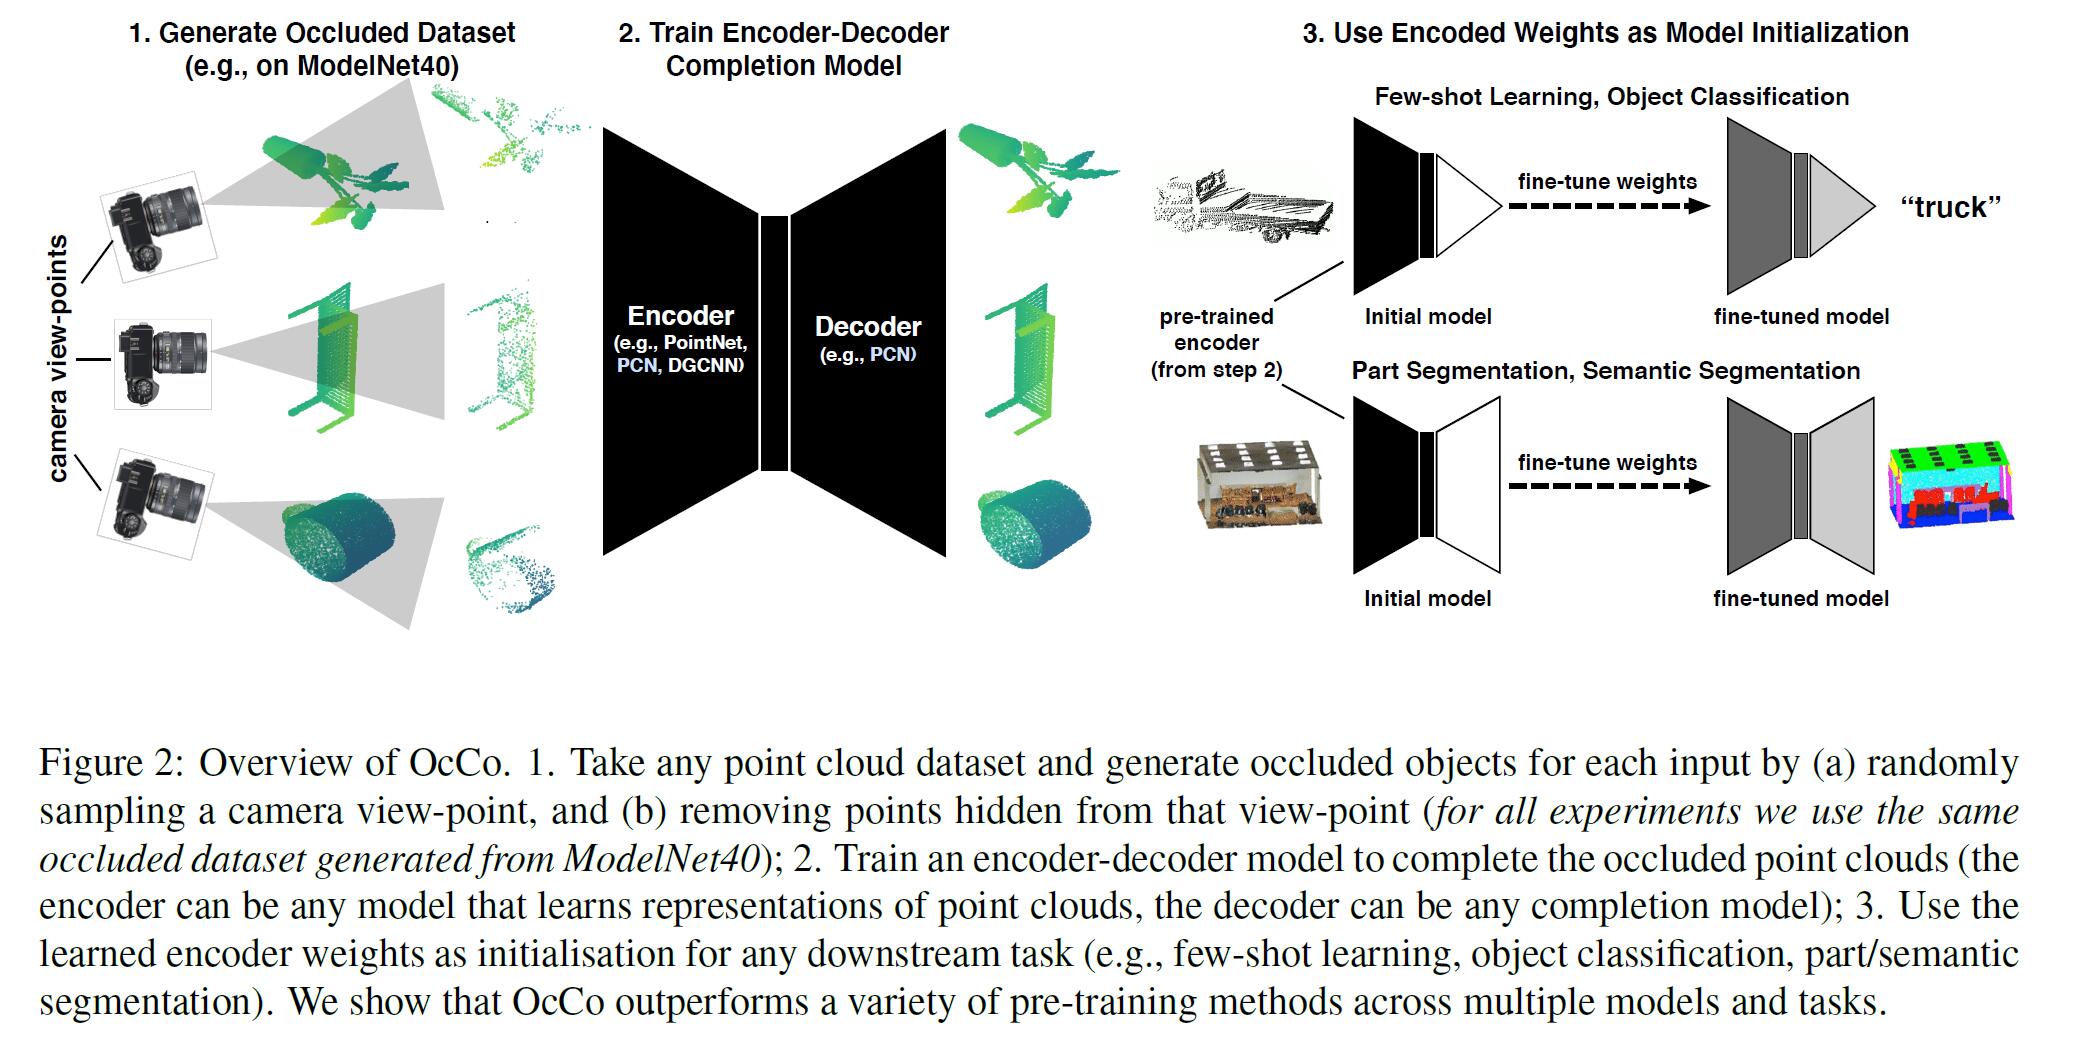 1. Generate Occluded Dataset
(e.g., on ModelNet40)
2. Train Encoder-Decoder
Completion Model
3. Use Encoded Weights as Model Initialization
camera view-points
Encoder
(e.g., PointNet,
PCN, DGCNN)
Decoder
(e.g., PCN)
Few-shot Learning, Object Classification
fine-tune weights
“truck”
pre-trained
encoder
(from step 2)
Initial model
fine-tuned model
Part Segmentation, Semantic Segmentation
fine-tune weights
Initial model
fine-tuned model
Figure 2: Overview of OcCo. 1. Take any point cloud dataset and generate occluded objects for each input by (a) randomly
sampling a camera view-point, and (b) removing points hidden from that view-point (for all experiments we use the same
occluded dataset generated from ModelNet40); 2. Train an encoder-decoder model to complete the occluded point clouds (the
encoder can be any model that learns representations of point clouds, the decoder can be any completion model); 3. Use the
learned encoder weights as initialisation for any downstream task (e.g., few-shot learning, object classification, part/semantic
segmentation). We show that OcCo outperforms a variety of pre-training methods across multiple models and tasks.